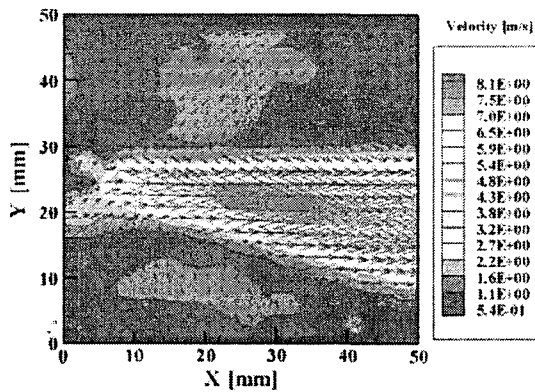 Velocity [m/s]
8.1E+00
7.5E+00
7.0E+00
6.5E+00
5.9E+00
5.4E+00
4.8E+00
4.3E+00
3.8E+00
3.2E+00
2.7E+00
2.2E+00
1.6E+00
1.1E+00
5.4E-01
Y [mm]
50
40
30
20
10
0
0
10
20
30
40
50
X [mm]